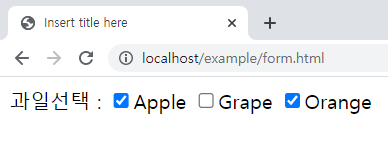 Insert title here
localhost/example/form.html
과일선택 : Apple Grape Orange